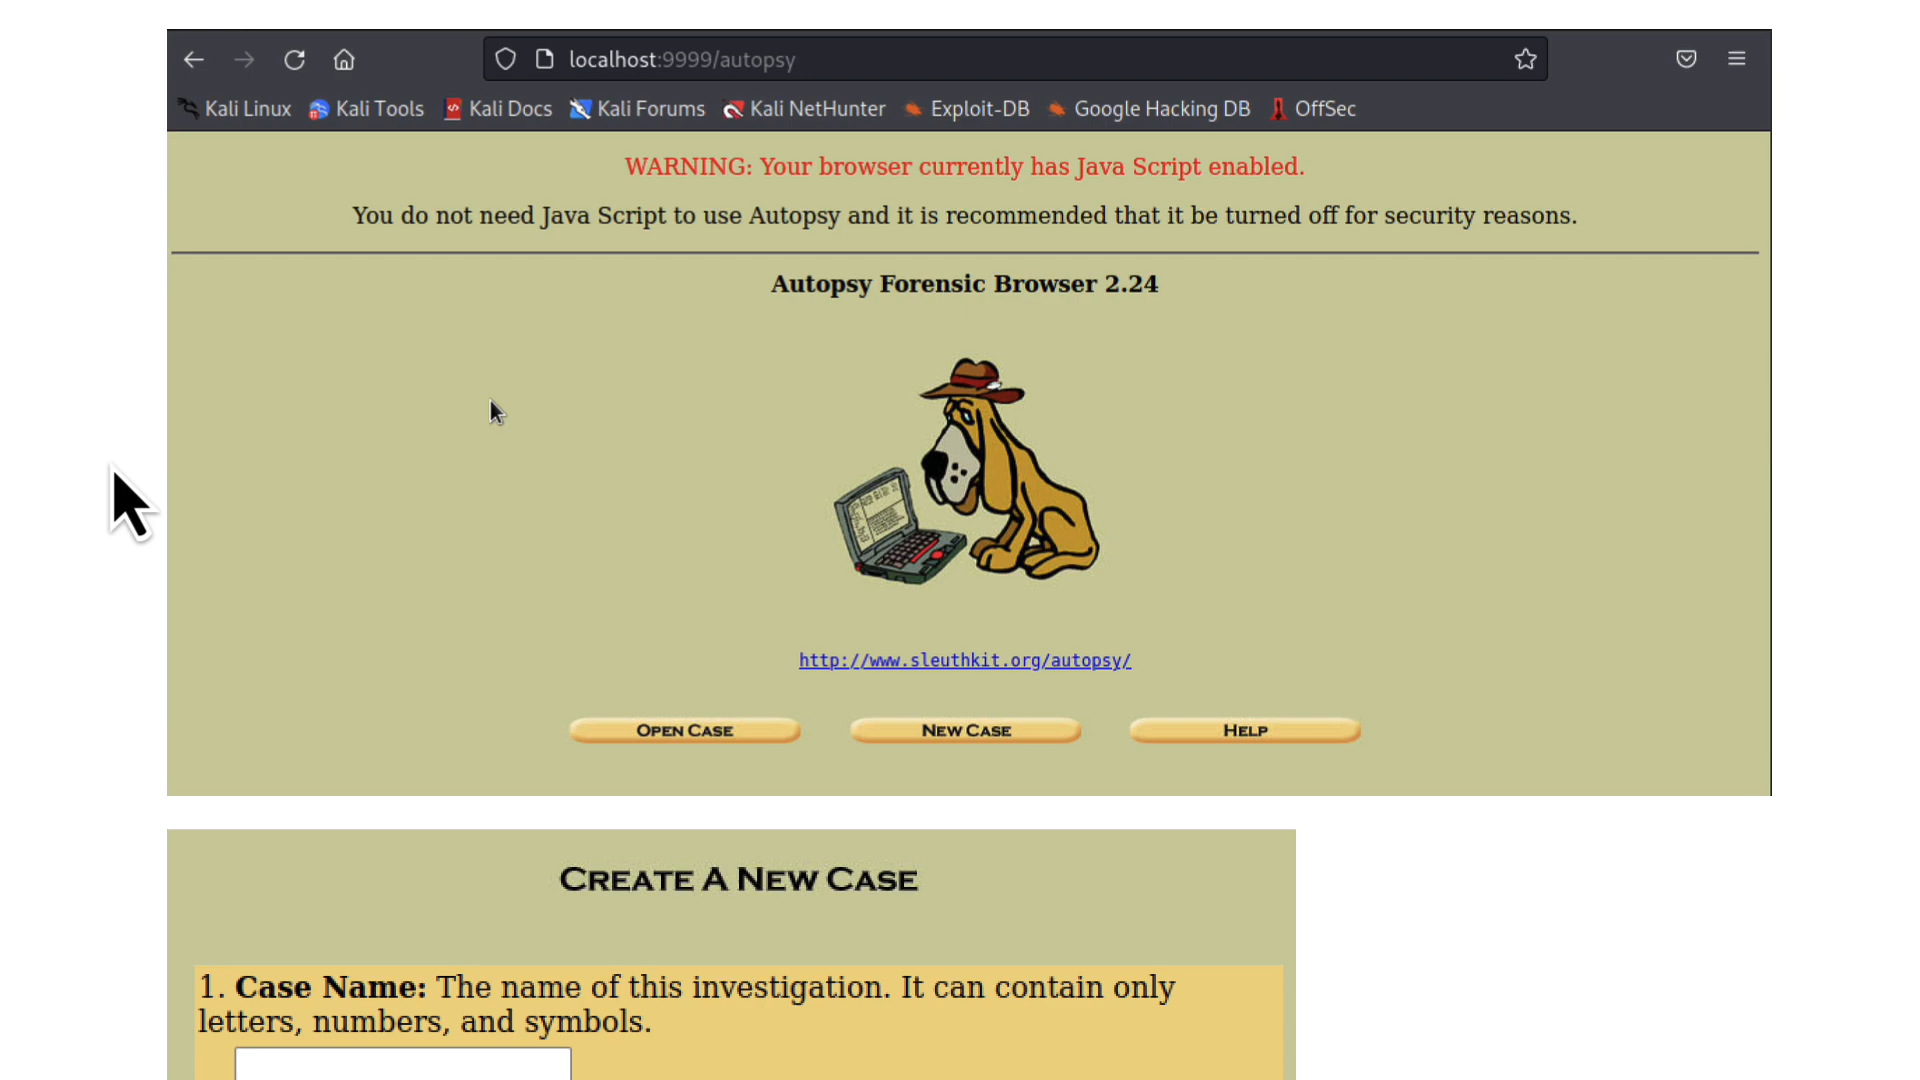 localhost:9999/autopsy
Kali Linux Kali Tools Kali Docs Kali Forums Kali NetHunter Exploit-DB Google Hacking DB OffSec
WARNING: Your browser currently has Java Script enabled.
You do not need Java Script to use Autopsy and it is recommended that it be turned off for security reasons.
Autopsy Forensic Browser 2.24
http://www.sleuthkit.org/autopsy/
OPEN CASE NEW CASE HELP
CREATE A NEW CASE
1. Case Name: The name of this investigation. It can contain only
letters, numbers, and symbols.